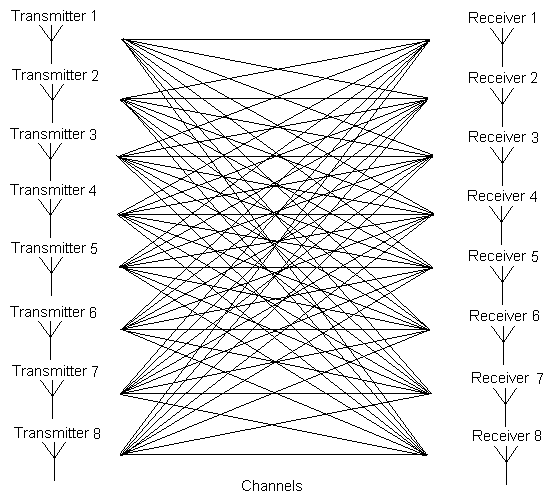 Transmitter 1
Receiver 1
Transmitter 2
Receiver 2
Transmitter 3
Receiver 3
Transmitter 4
Receiver 4
Transmitter 5
Receiver 5
Transmitter 6
Receiver 6
Transmitter 7
Receiver 7
Transmitter 8
Receiver 8
Channels